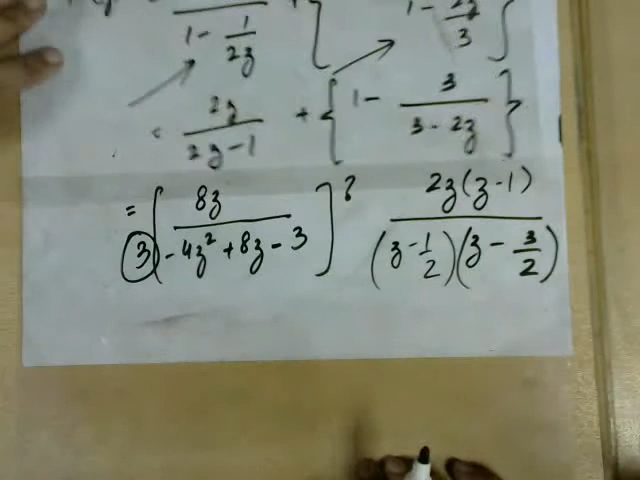 1 - 1/2z 1 - 2z/3
= 2z/(2z - 1) + { 1 - 3/(3 - 2z) }
= 3 [ 8z/(-4z² + 8z - 3) ] ? 2z(z - 1)/((z - 1/2)(z - 3/2))